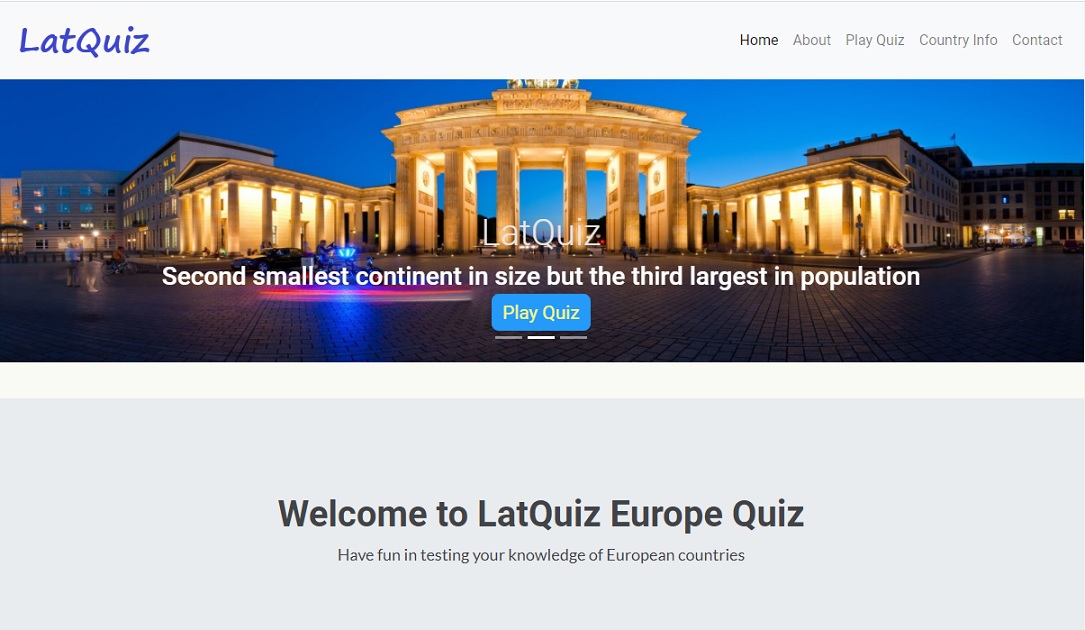 LatQuiz
Home About Play Quiz Country Info Contact
LatQuiz
Second smallest continent in size but the third largest in population
Play Quiz
Welcome to LatQuiz Europe Quiz
Have fun in testing your knowledge of European countries